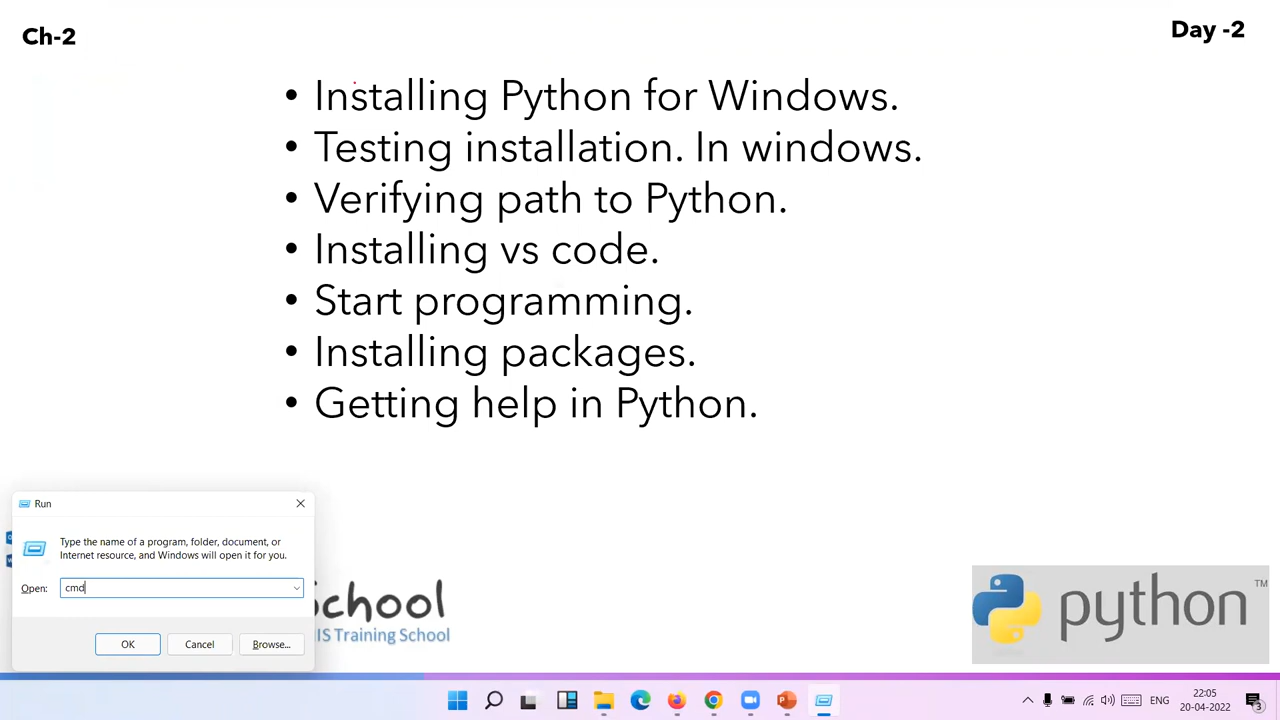 Ch-2
Day -2
• Installing Python for Windows.
• Testing installation. In windows.
• Verifying path to Python.
• Installing vs code.
• Start programming.
• Installing packages.
• Getting help in Python.
Run
Type the name of a program, folder, document, or
Internet resource, and Windows will open it for you.
Open: cmd
OK Cancel Browse...
School
IS Training School
python TM
ENG
22:05
20-04-2022
3